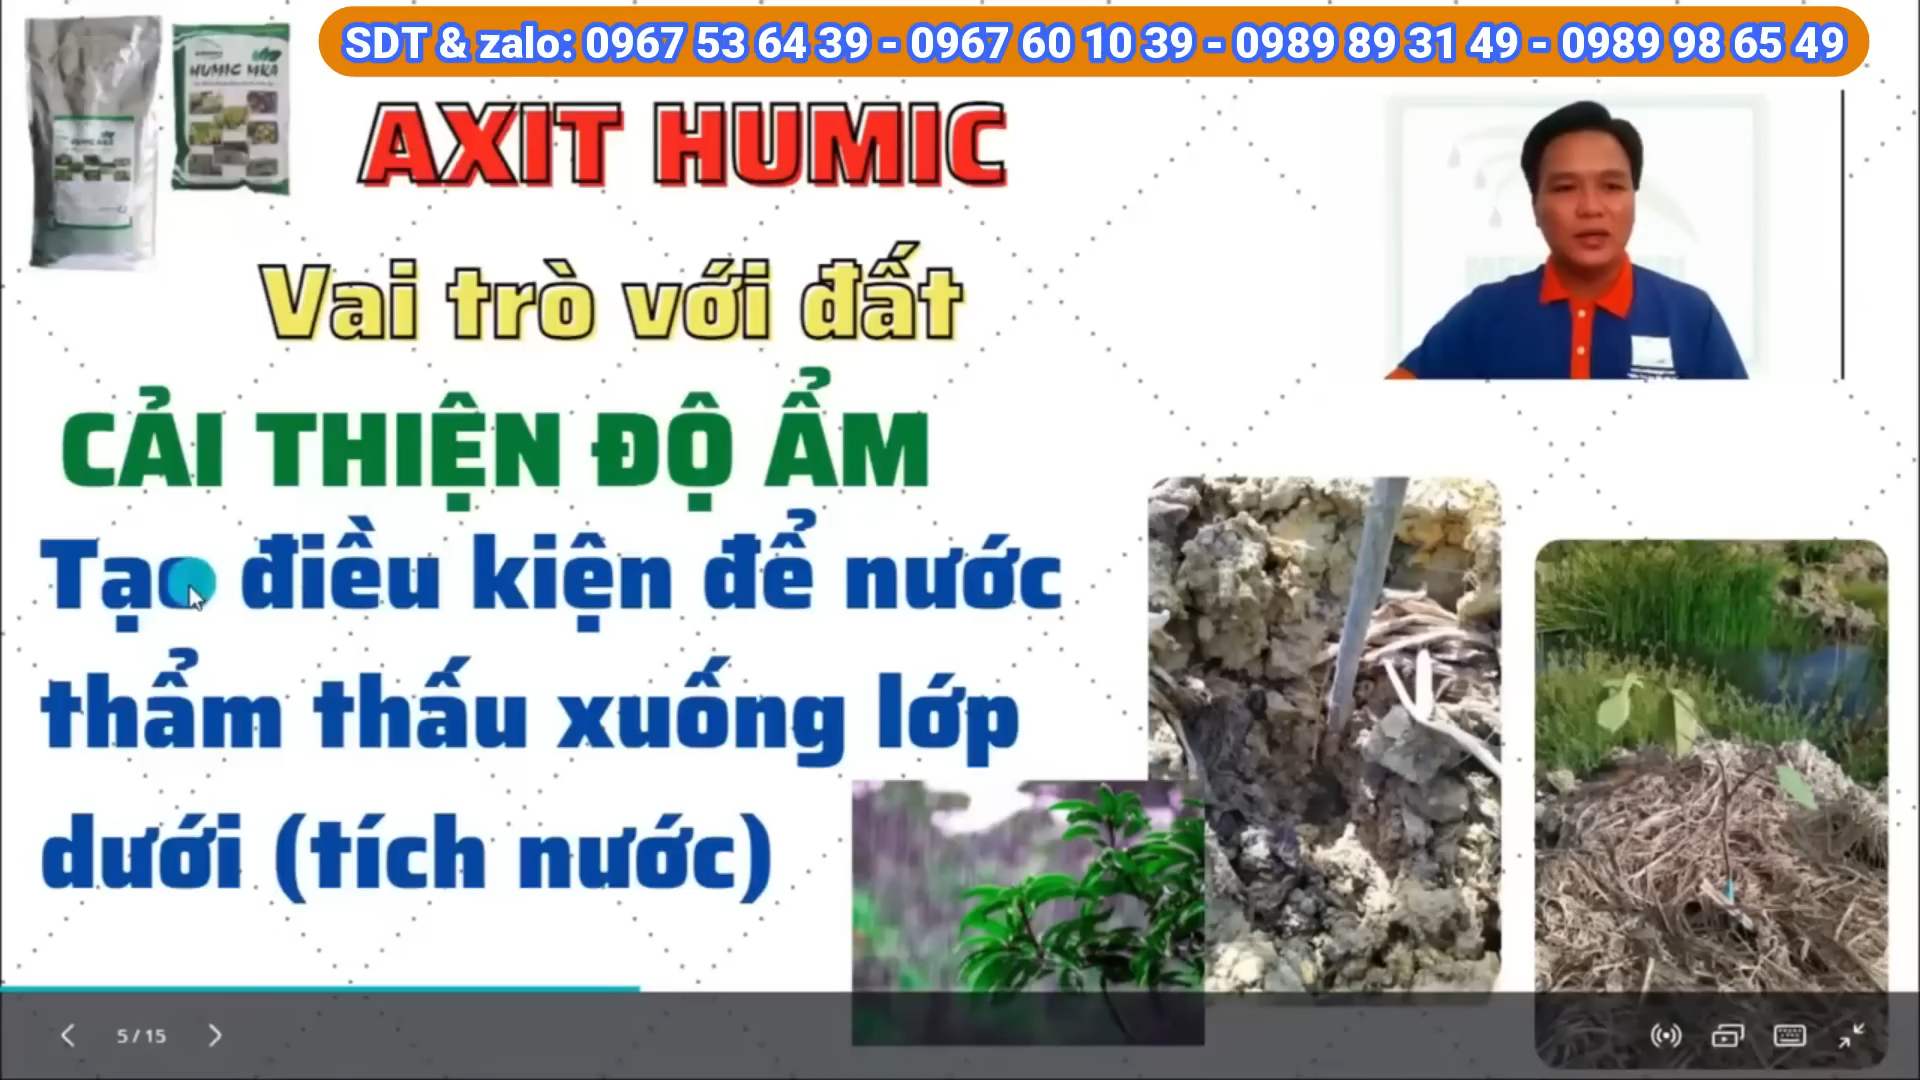 SDT & zalo: 0967 53 64 39 - 0967 60 10 39 - 0989 89 31 49 - 0989 98 65 49
HUMIC MKA
AXIT HUMIC
Vai trò với đất
CẢI THIỆN ĐỘ ẨM
Tạo điều kiện để nước
thẩm thấu xuống lớp
dưới (tích nước)
5 / 15